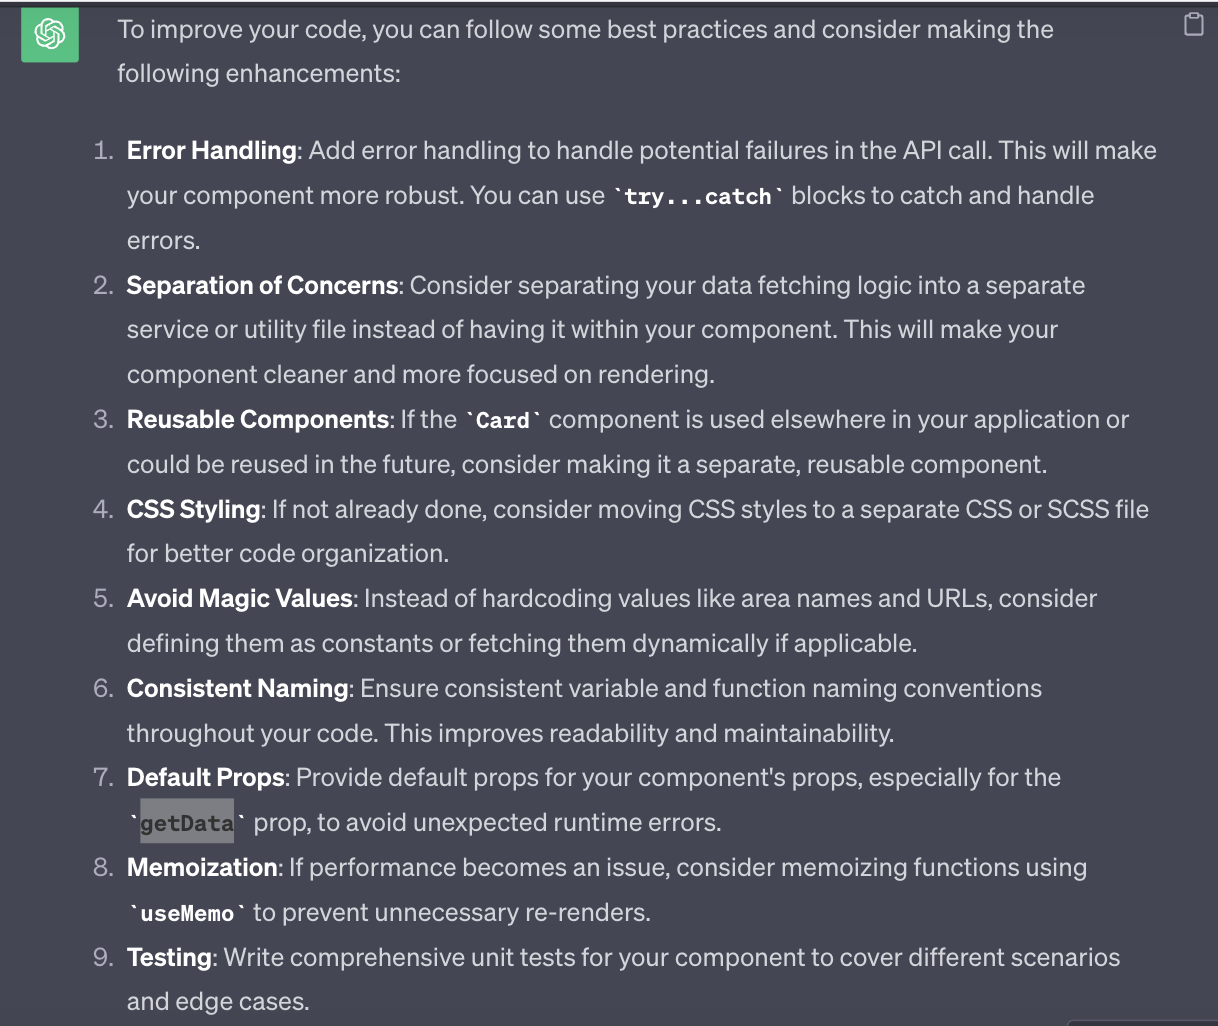 To improve your code, you can follow some best practices and consider making the
following enhancements:
1. Error Handling: Add error handling to handle potential failures in the API call. This will make
your component more robust. You can use `try...catch` blocks to catch and handle
errors.
2. Separation of Concerns: Consider separating your data fetching logic into a separate
service or utility file instead of having it within your component. This will make your
component cleaner and more focused on rendering.
3. Reusable Components: If the `Card` component is used elsewhere in your application or
could be reused in the future, consider making it a separate, reusable component.
4. CSS Styling: If not already done, consider moving CSS styles to a separate CSS or SCSS file
for better code organization.
5. Avoid Magic Values: Instead of hardcoding values like area names and URLs, consider
defining them as constants or fetching them dynamically if applicable.
6. Consistent Naming: Ensure consistent variable and function naming conventions
throughout your code. This improves readability and maintainability.
7. Default Props: Provide default props for your component's props, especially for the
`getData` prop, to avoid unexpected runtime errors.
8. Memoization: If performance becomes an issue, consider memoizing functions using
`useMemo` to prevent unnecessary re-renders.
9. Testing: Write comprehensive unit tests for your component to cover different scenarios
and edge cases.